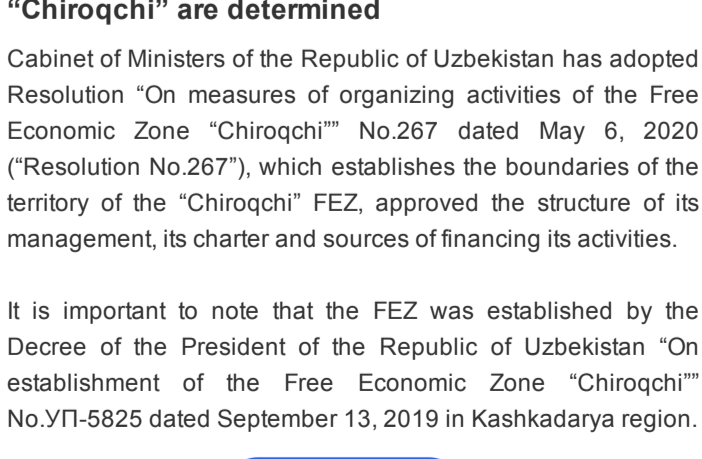 “Chiroqchi” are determined
Cabinet of Ministers of the Republic of Uzbekistan has adopted
Resolution “On measures of organizing activities of the Free
Economic Zone “Chiroqchi”” No.267 dated May 6, 2020
(“Resolution No.267”), which establishes the boundaries of the
territory of the “Chiroqchi” FEZ, approved the structure of its
management, its charter and sources of financing its activities.
It is important to note that the FEZ was established by the
Decree of the President of the Republic of Uzbekistan “On
establishment of the Free Economic Zone “Chiroqchi””
No.УП-5825 dated September 13, 2019 in Kashkadarya region.